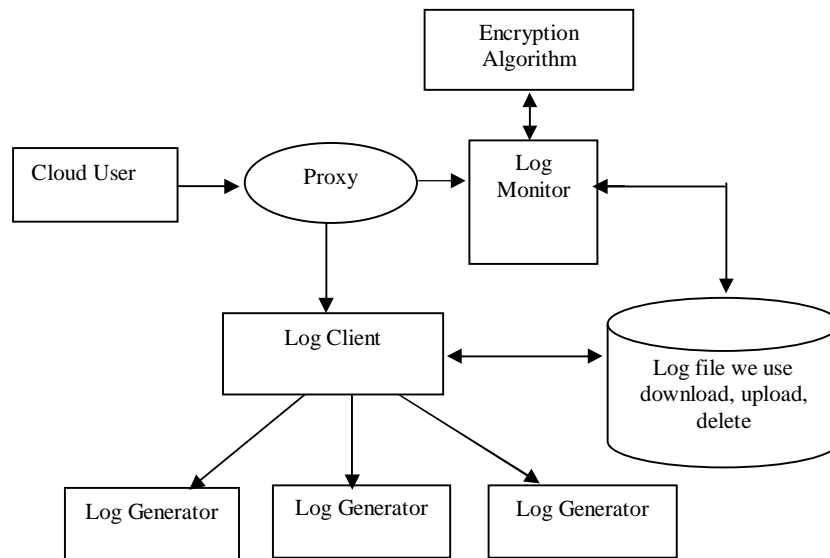 Encryption
Algorithm
Cloud User
Proxy
Log
Monitor
Log Client
Log file we use
download, upload,
delete
Log Generator
Log Generator
Log Generator